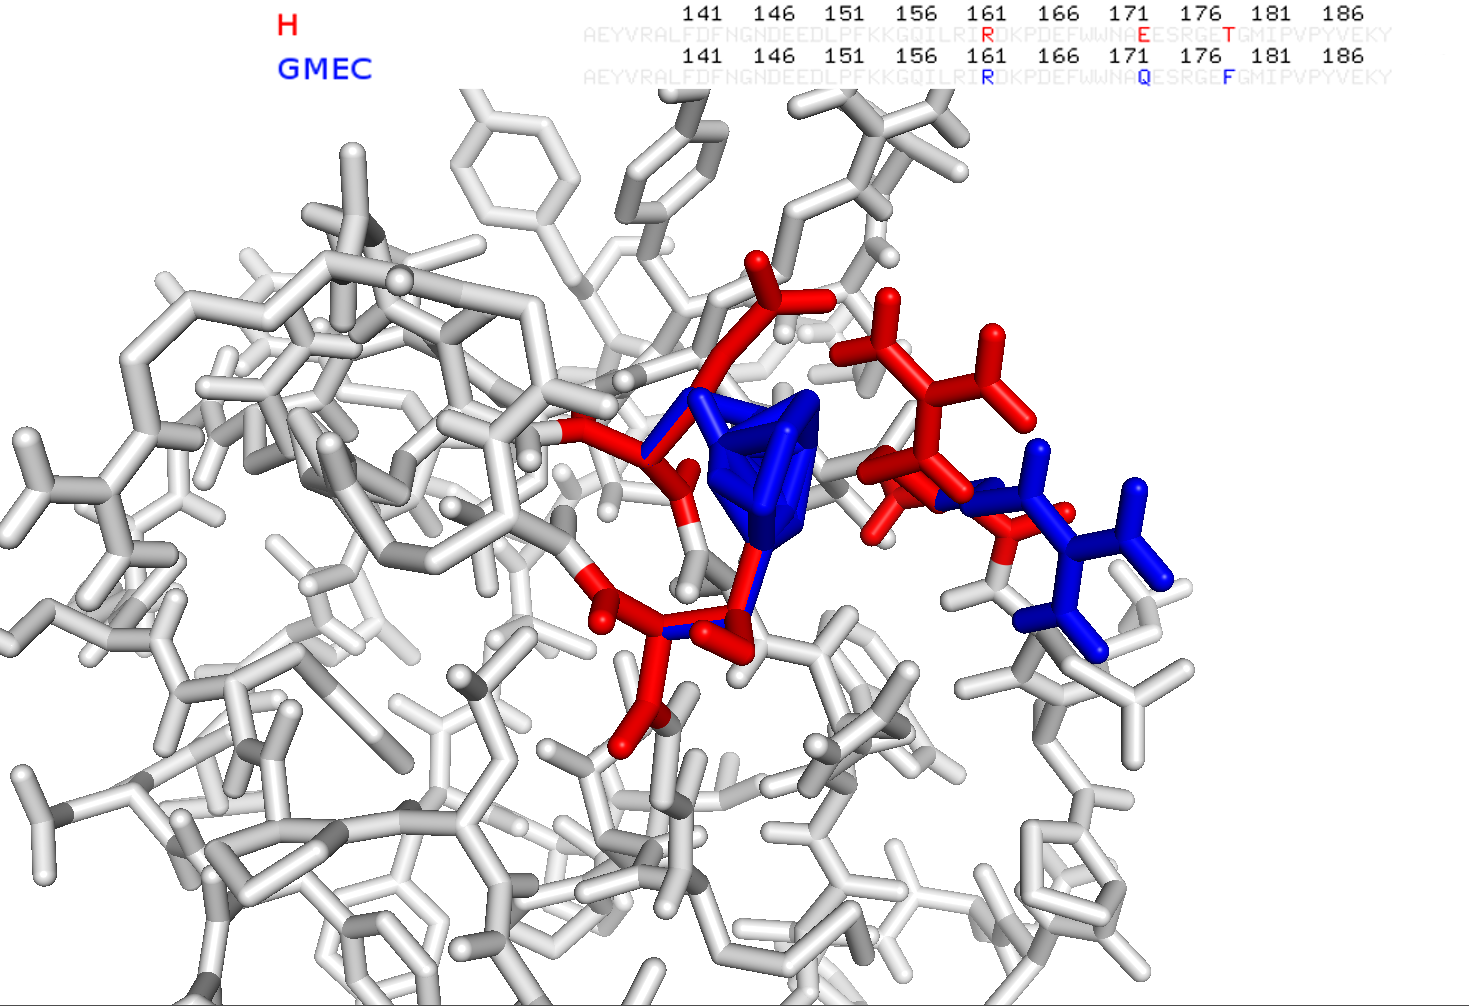 H 141 146 151 156 161 166 171 176 181 186
AEYVRALFDFNGNDEEDLPFKKGQILRIRDKPDEFWWNAEESRGETGMIPVPYVEKY
GMEC 141 146 151 156 161 166 171 176 181 186
AEYVRALFDFNGNDEEDLPFKKGQILRIRDKPDEFWWNAQESRGEFGMIPVPYVEKY